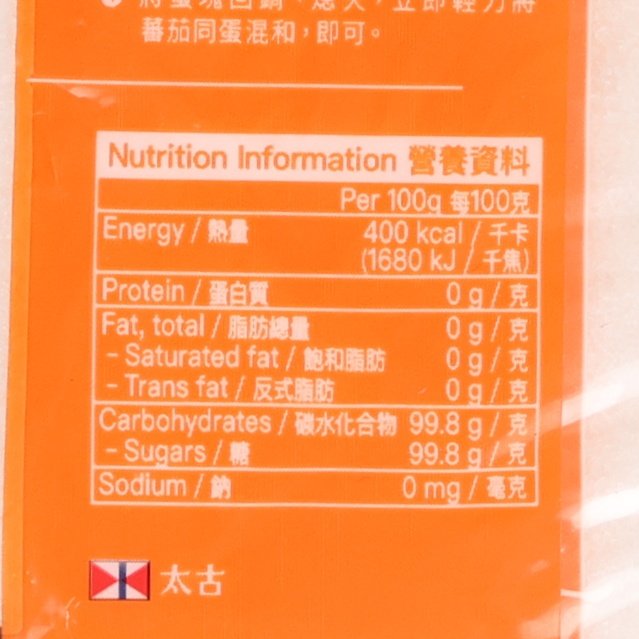 蕃茄同蛋混和，即可。
Nutrition Information 營養資料
Per 100g 每100克
Energy / 熱量 400 kcal / 千卡
(1680 kJ / 千焦)
Protein / 蛋白質 0 g / 克
Fat, total / 脂肪總量 0 g / 克
- Saturated fat / 飽和脂肪 0 g / 克
- Trans fat / 反式脂肪 0 g / 克
Carbohydrates / 碳水化合物 99.8 g / 克
- Sugars / 糖 99.8 g / 克
Sodium / 鈉 0 mg / 毫克
太古